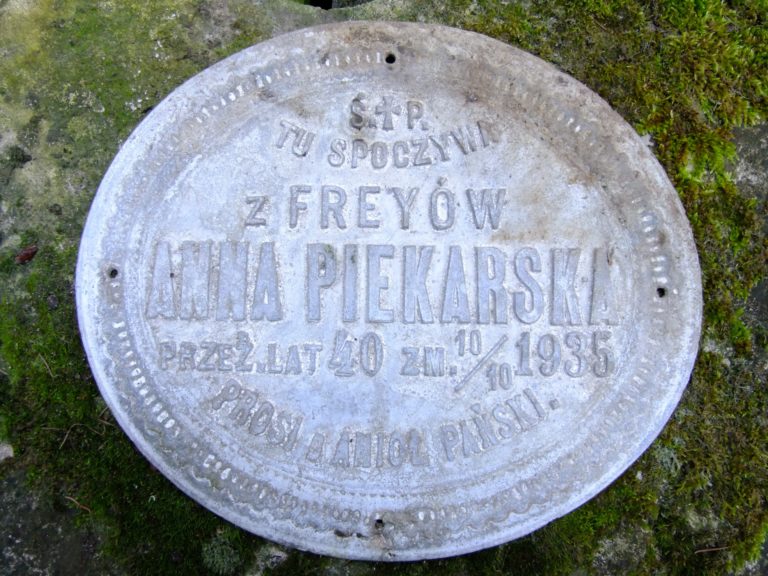 Ś.†P.
TU SPOCZYWA
z FREYÓW
ANNA PIEKARSKA
PRZEŻ. LAT 40 ZM. 10/10 1935
PROSI O ANIOŁ PAŃSKI.